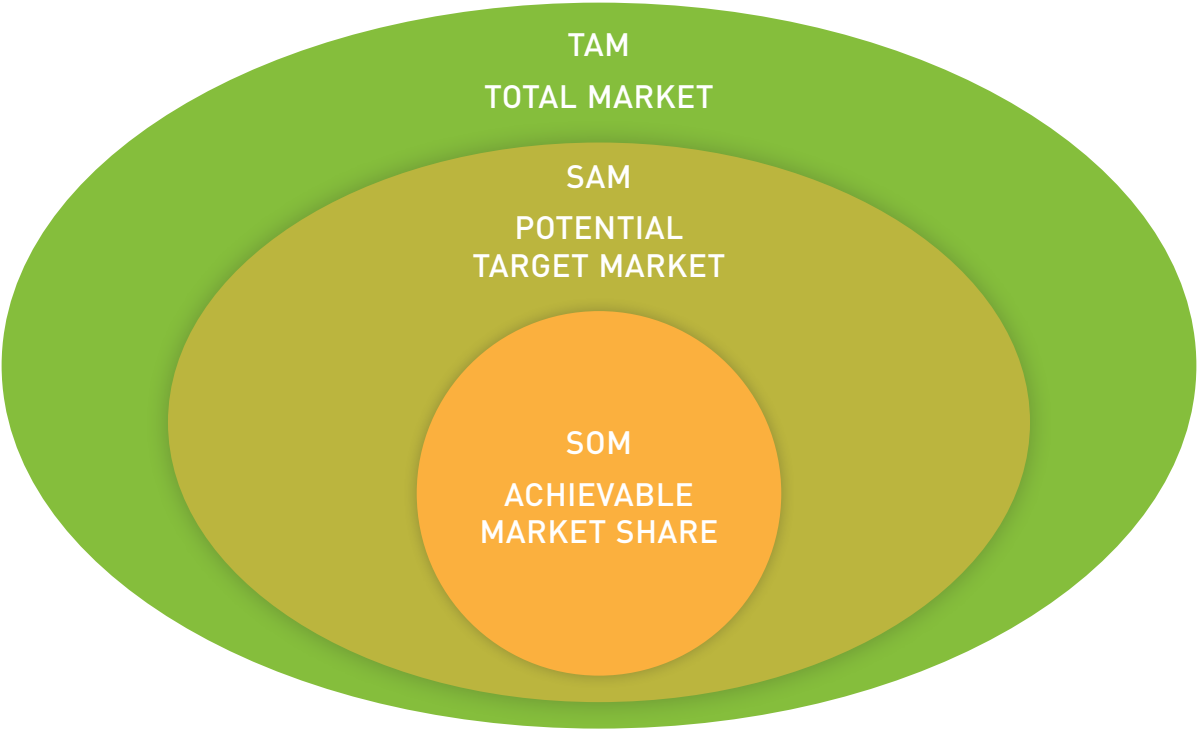 TAM
TOTAL MARKET
SAM
POTENTIAL
TARGET MARKET
SOM
ACHIEVABLE
MARKET SHARE